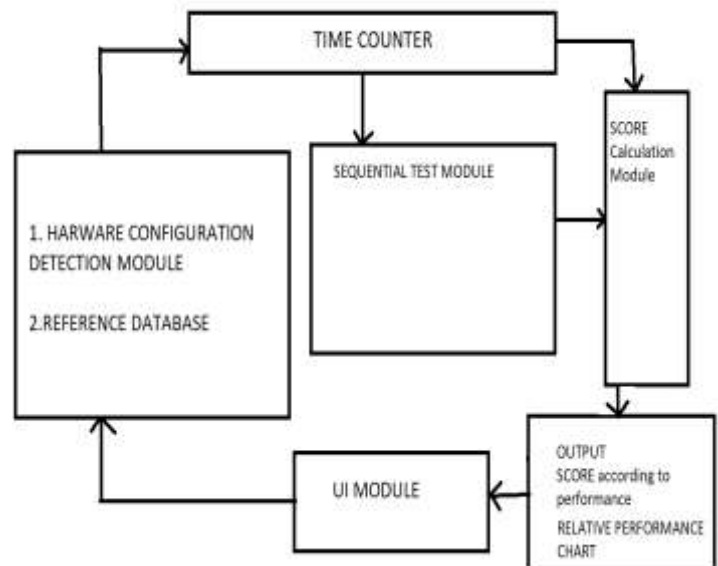 TIME COUNTER
SCORE
Calculation
Module
SEQUENTIAL TEST MODULE
1. HARWARE CONFIGURATION
DETECTION MODULE
2.REFERENCE DATABASE
UI MODULE
OUTPUT
SCORE according to
performance
RELATIVE PERFORMANCE
CHART